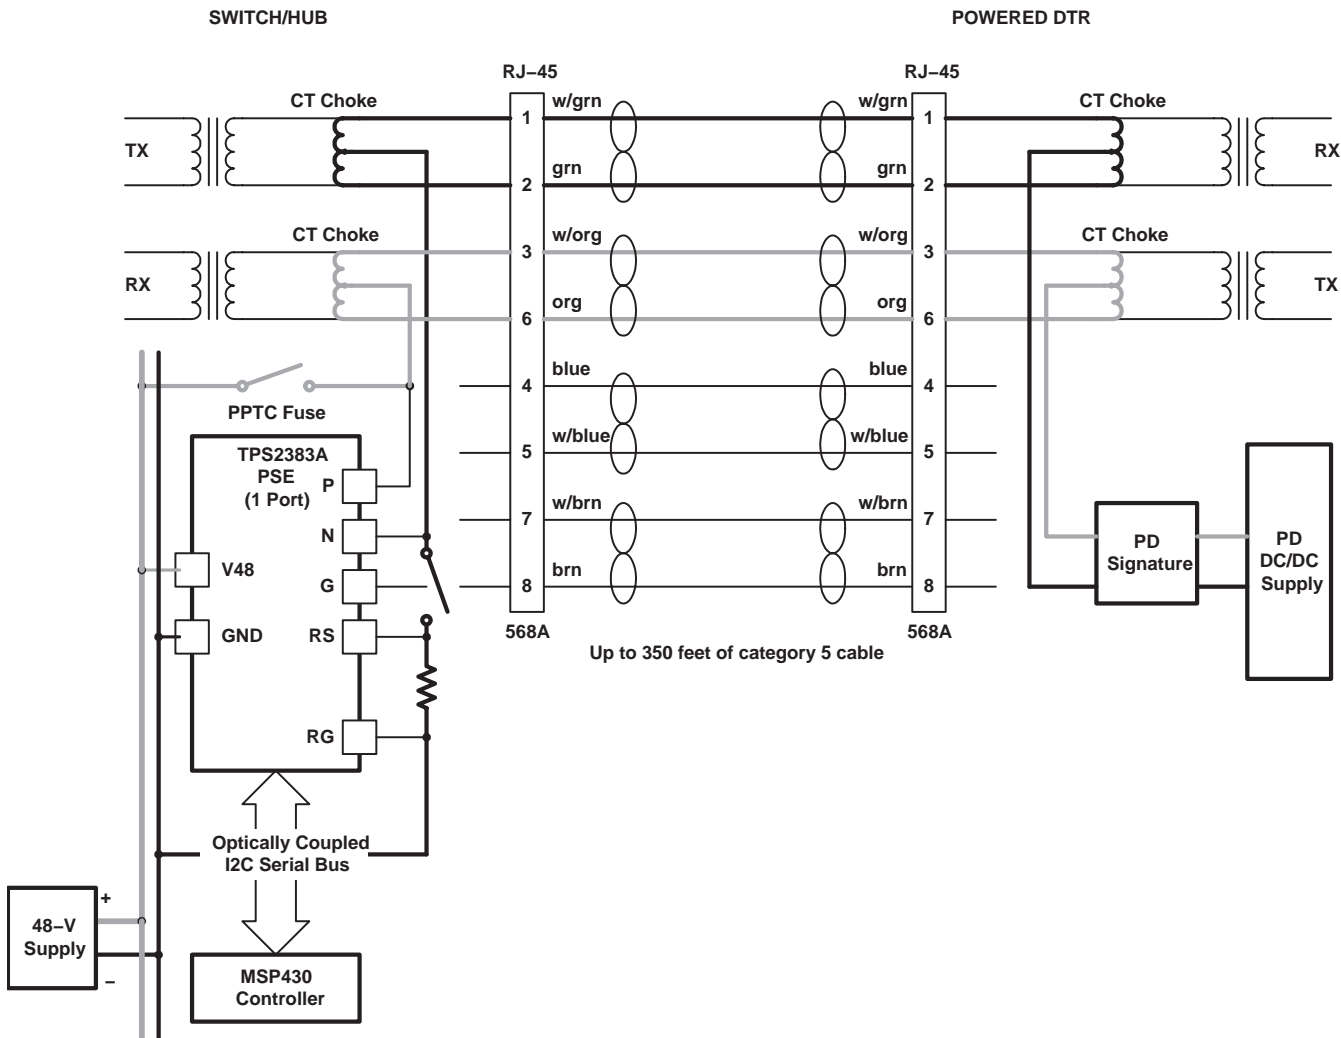 SWITCH/HUB
POWERED DTR
RJ−45
RJ−45
CT Choke
w/grn
w/grn
CT Choke
1
1
TX
RX
grn
grn
2
2
CT Choke
w/org
w/org
CT Choke
3
3
RX
TX
org
org
6
6
blue
blue
4
4
PPTC Fuse
w/blue
w/blue
5
5
TPS2383A
PSE
(1 Port)
P
w/brn
w/brn
7
7
N
PD
Signature
PD
DC/DC
Supply
V48
G
brn
brn
8
8
GND
RS
568A
568A
Up to 350 feet of category 5 cable
RG
Optically Coupled
I2C Serial Bus
+
48−V
Supply
−
MSP430
Controller